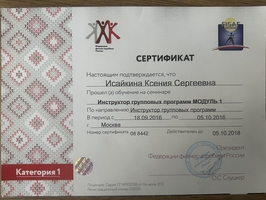 СЕРТИФИКАТ
Настоящим подтверждается, что
Исайкина Ксения Сергеевна
Прошел (а) обучение на семинаре
Инструктор групповых программ МОДУЛЬ 1
По направлению Инструктор групповых программ
В период с 18.09.2016 по 05.10.2016
г Москва
Номер сертификата 08 8442 Действителен до 05.10.2018
Президент
Федерации фитнес-аэробики России
Категория 1